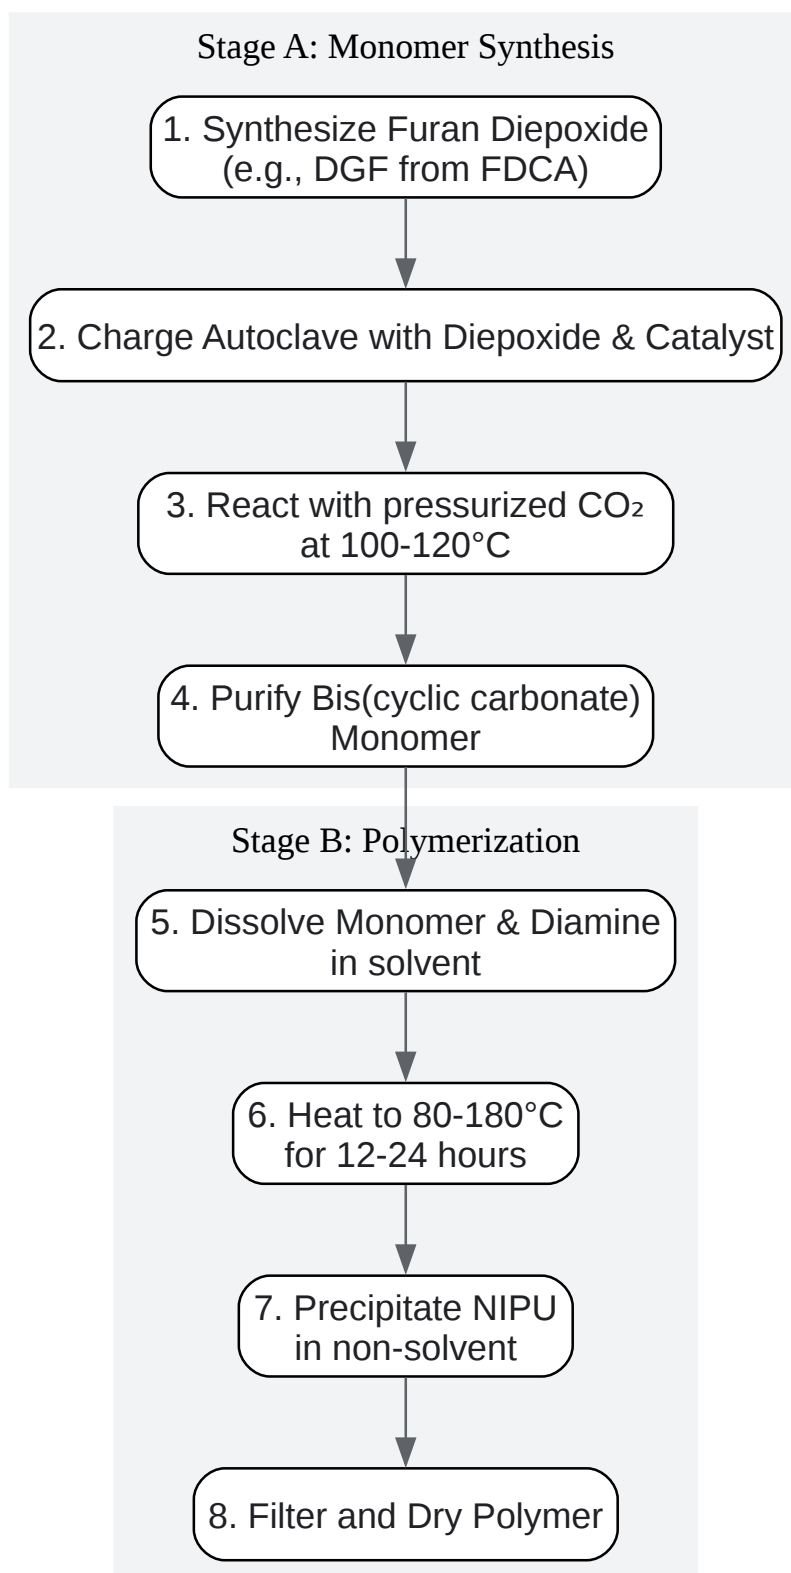 Stage A: Monomer Synthesis
1. Synthesize Furan Diepoxide
(e.g., DGF from FDCA)
2. Charge Autoclave with Diepoxide & Catalyst
3. React with pressurized CO₂
at 100-120°C
4. Purify Bis(cyclic carbonate)
Monomer
Stage B: Polymerization
5. Dissolve Monomer & Diamine
in solvent
6. Heat to 80-180°C
for 12-24 hours
7. Precipitate NIPU
in non-solvent
8. Filter and Dry Polymer